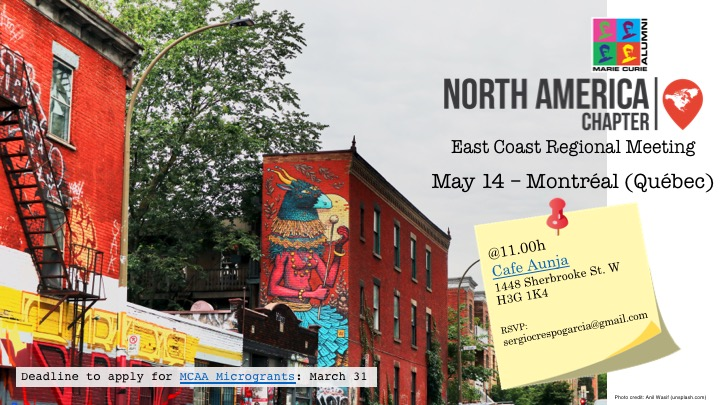 MARIE CURIE
ALUMNI
NORTH AMERICA
CHAPTER
East Coast Regional Meeting
May 14 – Montréal (Québec)
@11.00h
Cafe Aunja
1448 Sherbrooke St. W
H3G 1K4
RSVP:
sergiocrespogarcia@gmail.com
Deadline to apply for MCAA Microgrants: March 31
Photo credit: Anil Wasif (unsplash.com)